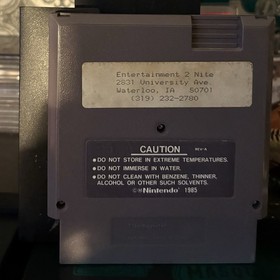 Entertainment 2 Nite
2831 University Ave.
Waterloo, IA 50701
(319) 232-2780
CAUTION
REV-A
● DO NOT STORE IN EXTREME TEMPERATURES.
● DO NOT IMMERSE IN WATER.
● DO NOT CLEAN WITH BENZENE, THINNER,
ALCOHOL OR OTHER SUCH SOLVENTS.
©Nintendo 1985